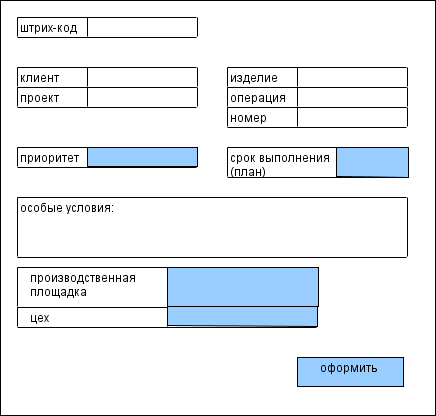 штрих-код
клиент
проект
изделие
операция
номер
приоритет
срок выполнения
(план)
особые условия:
производственная
площадка
цех
оформить